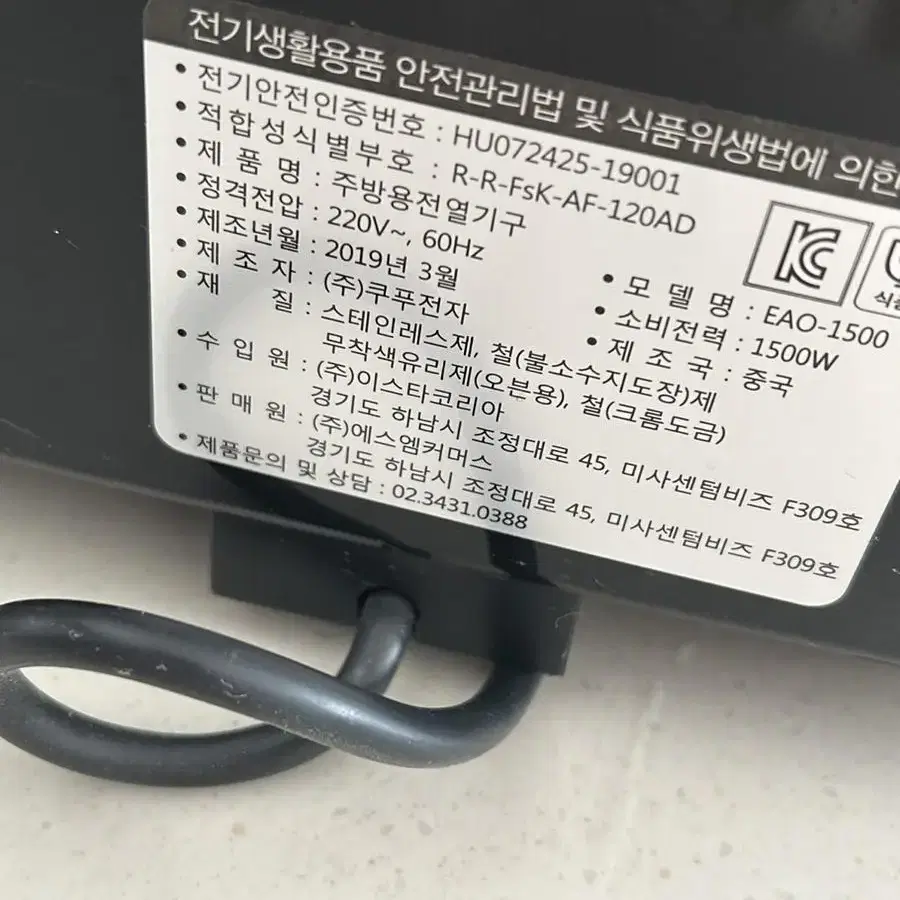 전기생활용품 안전관리법 및 식품위생법에 의한
• 전기안전인증번호 : HU072425-19001
• 적합성식별부호 : R-R-FsK-AF-120AD
• 제품명 : 주방용전열기구
• 모델명 : EAO-1500
• 정격전압 : 220V~, 60Hz
• 소비전력 : 1500W
• 제조년월 : 2019년 3월
• 제조국 : 중국
• 제조자 : (주)쿠푸전자
• 재질 : 스테인레스제, 철(불소수지도장)제
무착색유리제(오븐용), 철(크롬도금)
• 수입원 : (주)이스타코리아
경기도 하남시 조정대로 45, 미사센텀비즈 F309호
• 판매원 : (주)에스엠커머스
경기도 하남시 조정대로 45, 미사센텀비즈 F309호
• 제품문의 및 상담 : 02.3431.0388